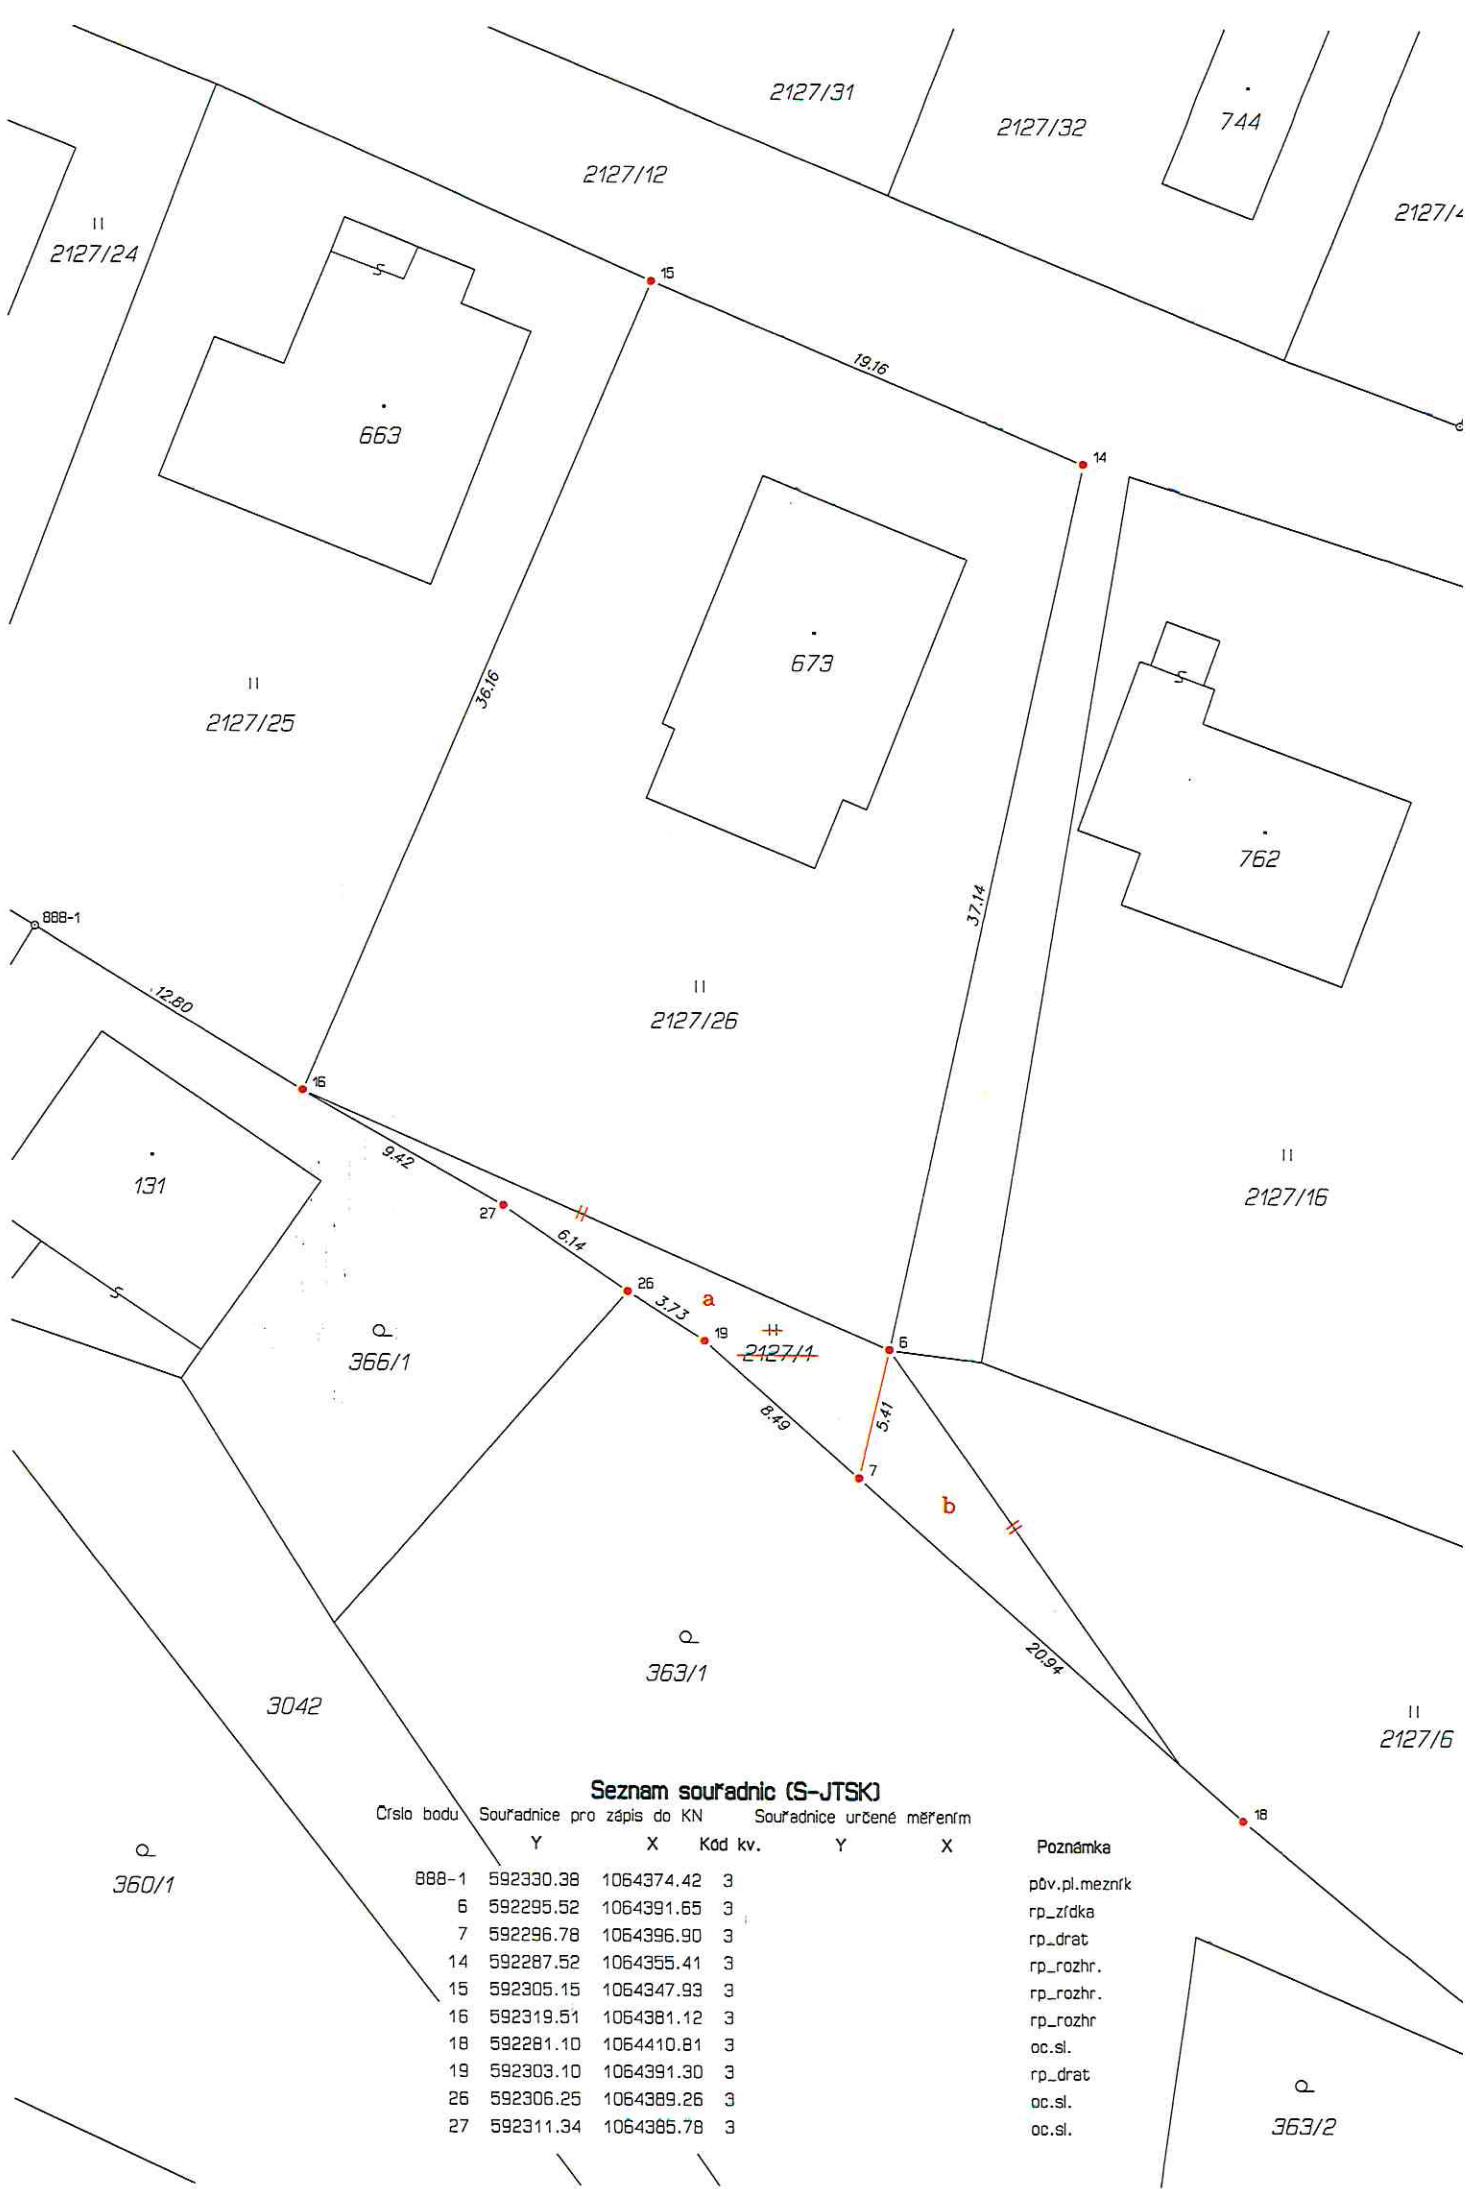 2127/31
2127/32
744
2127/12
2127/4
II
2127/24
15
S
19.16
663
14
673
36.16
S
II
2127/25
762
37.14
888-1
II
2127/26
12.80
16
9.42
131
II
2127/16
27
6.14
S
26
3.73
a
19
2127/1
6
366/1
8.49
5.41
7
b
363/1
20.94
3042
II
2127/6
Seznam souřadnic (S-JTSK)
Číslo bodu Souřadnice pro zápis do KN Souřadnice určené měřením
Y X Kód kv. Y X Poznámka
18
360/1
888-1 592330.38 1064374.42 3 pův.pl.mezník
6 592295.52 1064391.65 3 rp_zídka
7 592296.78 1064396.90 3 rp_drat
14 592287.52 1064355.41 3 rp_rozhr.
15 592305.15 1064347.93 3 rp_rozhr.
16 592319.51 1064381.12 3 rp_rozhr
18 592281.10 1064410.81 3 oc.sl.
19 592303.10 1064391.30 3 rp_drat
26 592306.25 1064389.26 3 oc.sl.
27 592311.34 1064385.78 3 oc.sl.
363/2